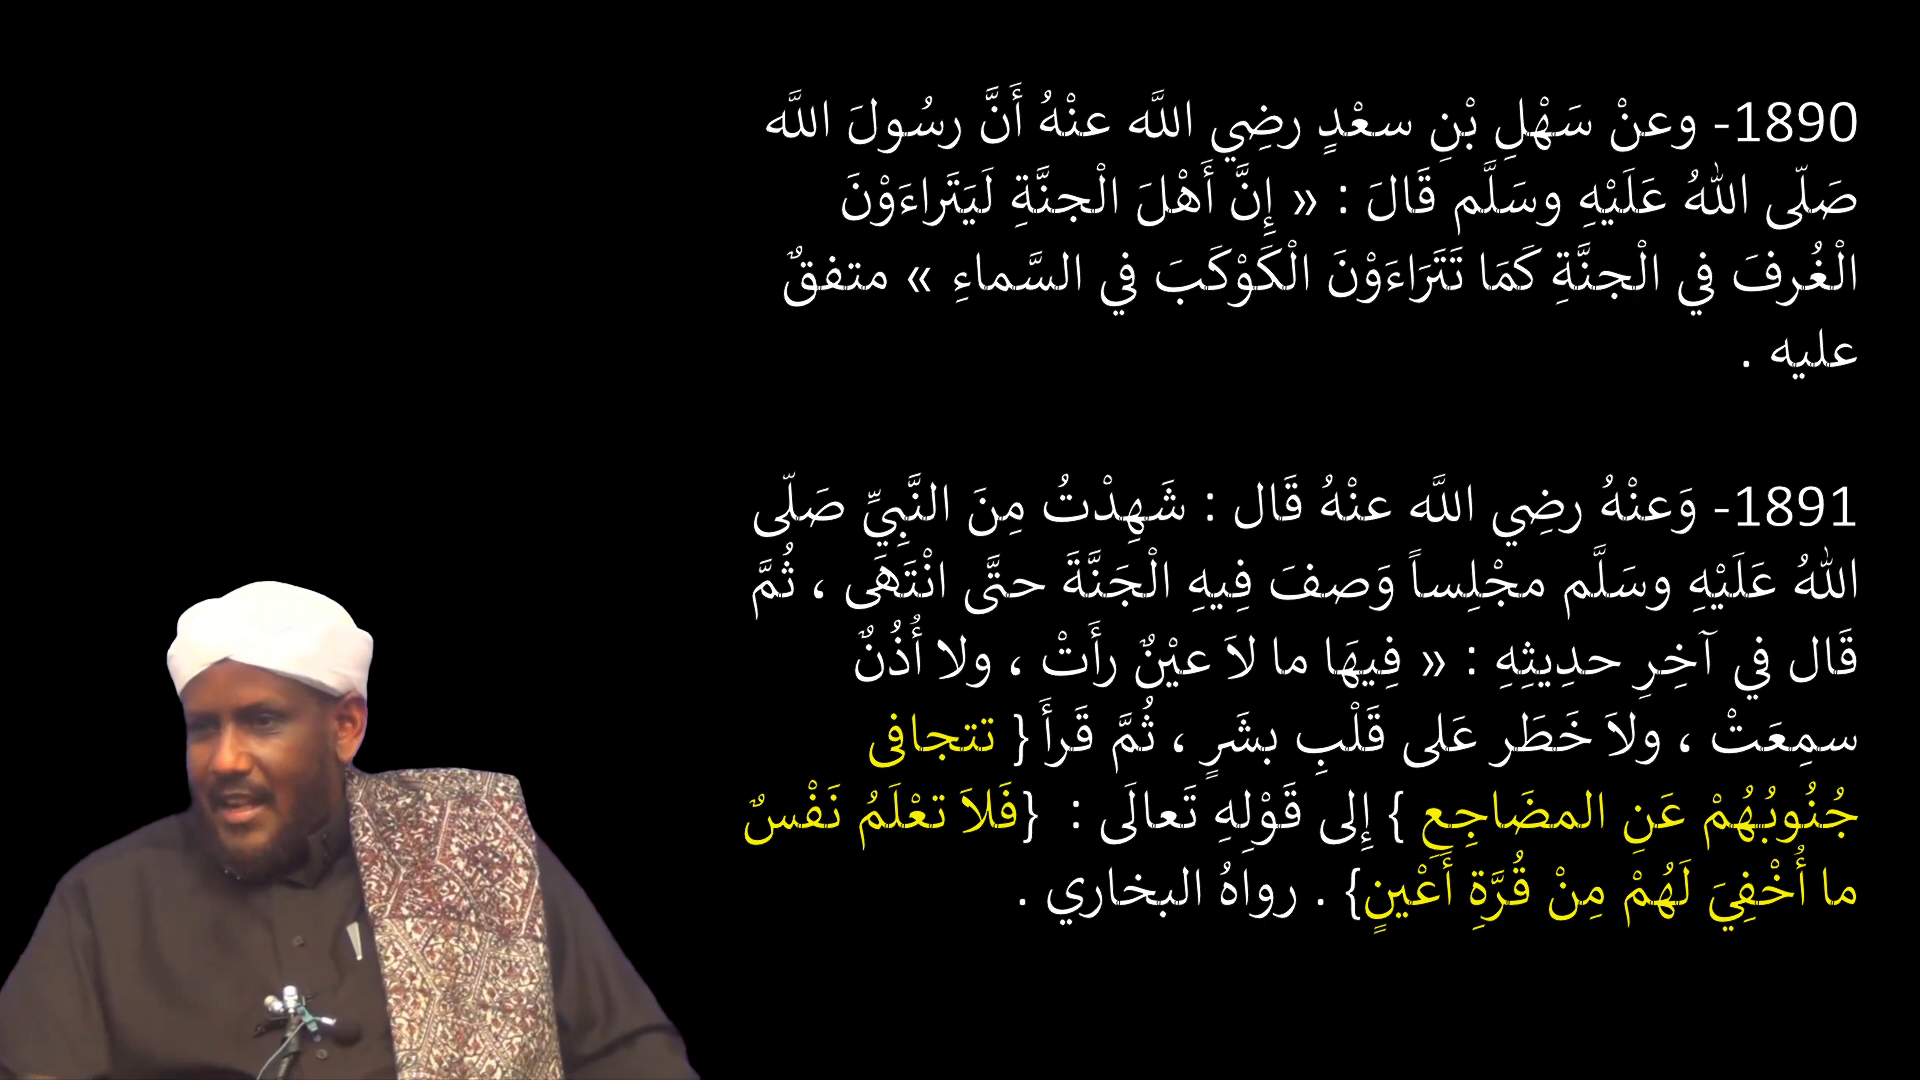 1890- وعنْ سَهْلِ بْنِ سعْدٍ رضِي اللَّه عنْهُ أَنَّ رسُولَ اللَّه
صَلّى اللهُ عَلَيْهِ وسَلَّم قَالَ : « إِنَّ أَهْلَ الْجنَّةِ لَيَتَراءَوْنَ
الْغُرفَ في الْجنَّةِ كَمَا تَتَرَاءَوْنَ الْكَوْكَبَ في السَّماءِ » متفقٌ
عليه .
1891- وَعنْهُ رضِي اللَّه عنْهُ قَال : شَهِدْتُ مِنَ النَّبِيِّ صَلّى
اللهُ عَلَيْهِ وسَلَّم مجْلِساً وَصفَ فِيهِ الْجَنَّةَ حتَّى انْتَهَى ، ثُمَّ
قَال في آخِرِ حدِيثِهِ : « فِيهَا ما لاَ عيْنٌ رأَتْ ، ولا أُذُنٌ
سمِعَتْ ، ولاَ خَطَر عَلى قَلْبِ بشَرٍ ، ثُمَّ قَرأَ { تتجافى
جُنُوبُهُمْ عَنِ المضَاجِعِ } إِلى قَوْلِهِ تَعالَى : {فَلاَ تعْلَمُ نَفْسٌ
ما أُخْفِيَ لَهُمْ مِنْ قُرَّةِ أَعْينٍ} . رواهُ البخاري .